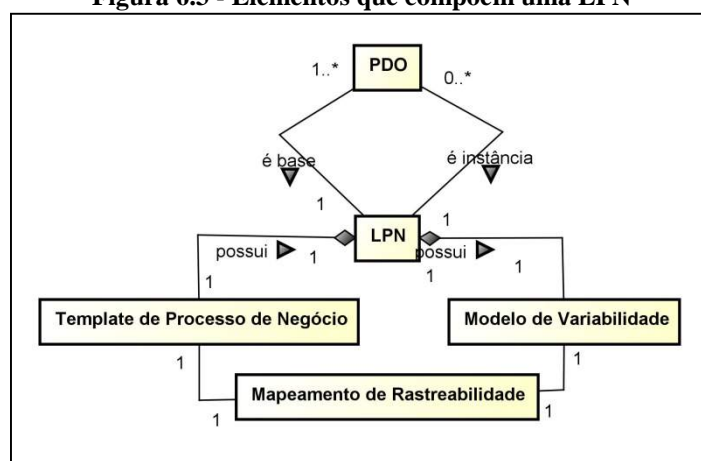 Figura 6.3 - Elementos que compõem uma LPN
1..* PDO 0..*
é base é instância
1 1
LPN
possui 1 possui 1
1
1 1
Template de Processo de Negócio Modelo de Variabilidade
1 1
Mapeamento de Rastreabilidade
1 1